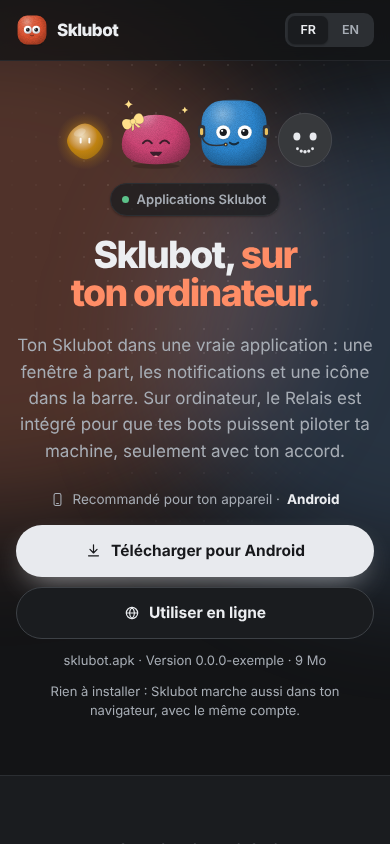 Sklubot
FR
EN
Applications Sklubot
Sklubot, sur
ton ordinateur.
Ton Sklubot dans une vraie application : une
fenêtre à part, les notifications et une icône
dans la barre. Sur ordinateur, le Relais est
intégré pour que tes bots puissent piloter ta
machine, seulement avec ton accord.
Recommandé pour ton appareil · Android
Télécharger pour Android
Utiliser en ligne
sklubot.apk · Version 0.0.0-exemple · 9 Mo
Rien à installer : Sklubot marche aussi dans ton
navigateur, avec le même compte.